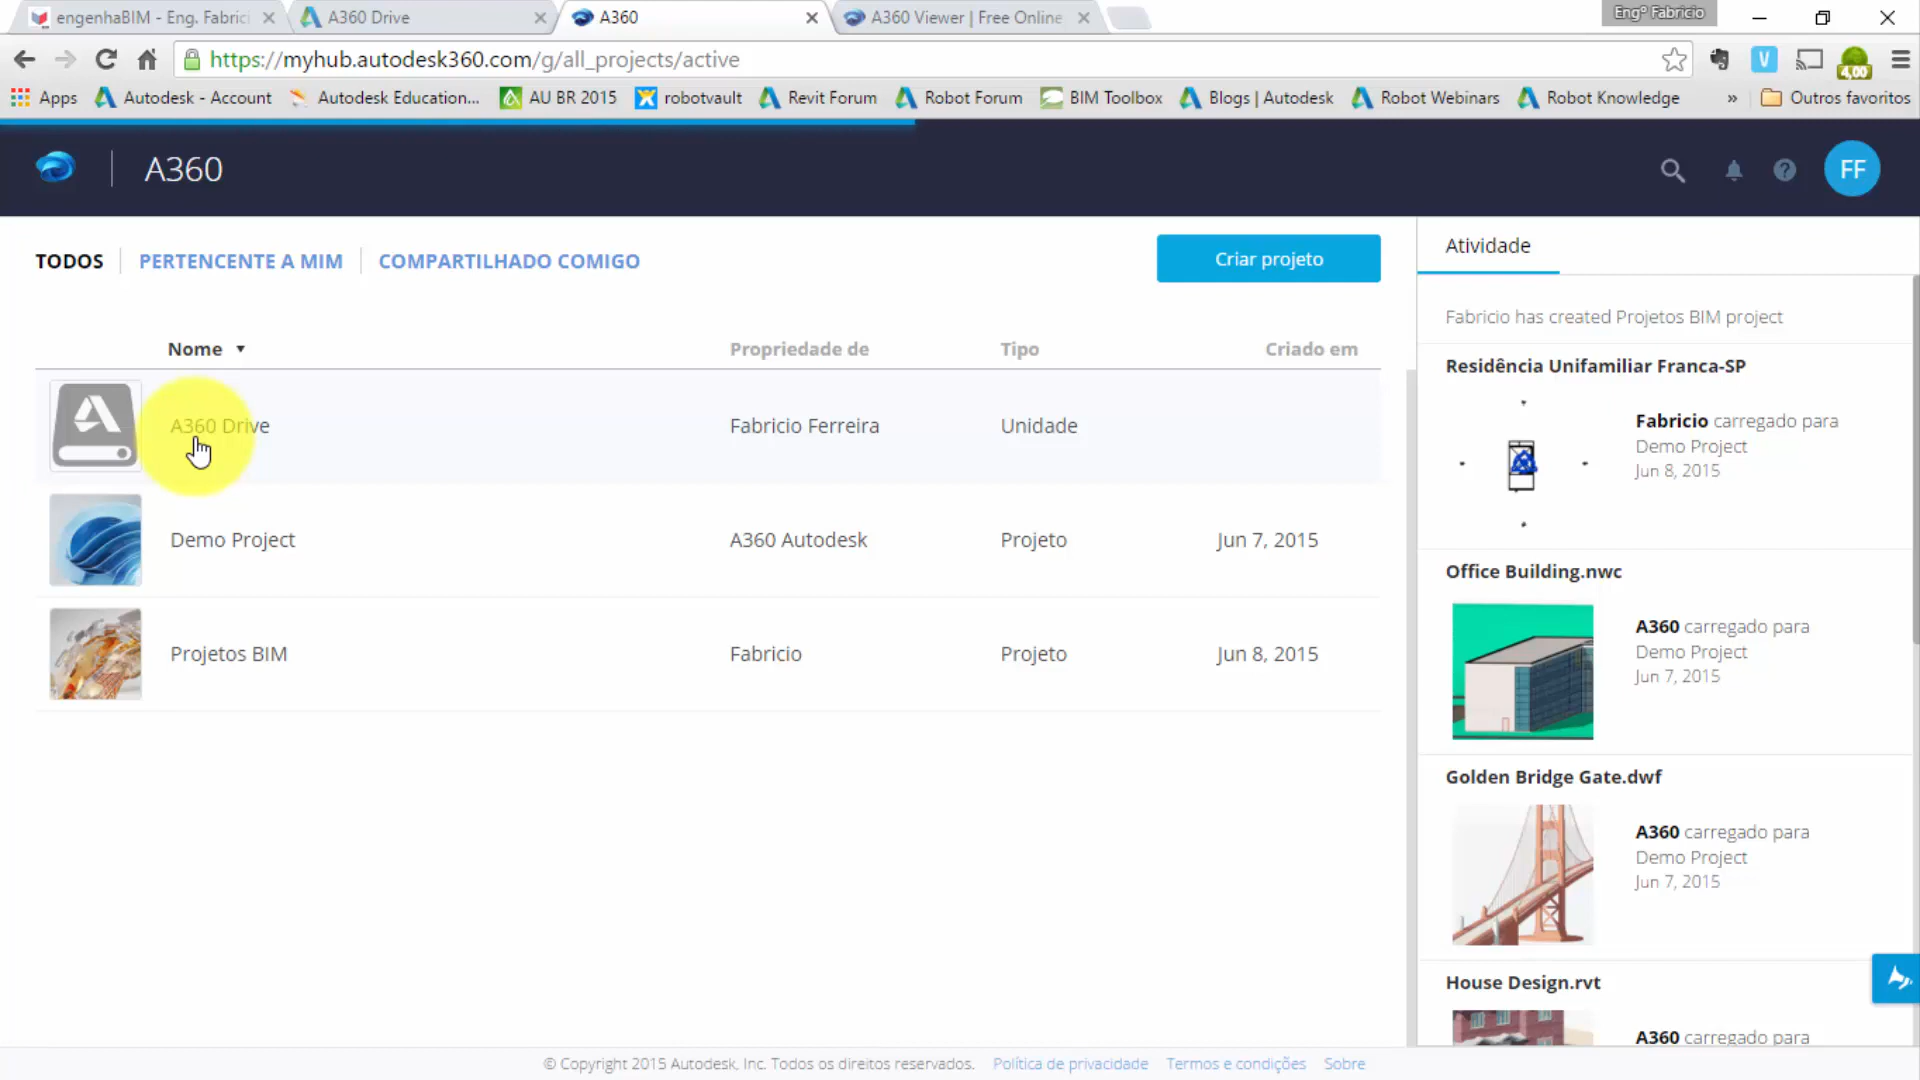 engenhaBIM - Eng. Fabric
A360 Drive
A360
A360 Viewer | Free Online
Engº Fabricio
https://myhub.autodesk360.com/g/all_projects/active
V
4,00
Apps
Autodesk - Account
Autodesk Education...
AU BR 2015
robotvault
Revit Forum
Robot Forum
BIM Toolbox
Blogs | Autodesk
Robot Webinars
Robot Knowledge
»
Outros favoritos
A360
FF
TODOS
PERTENCENTE A MIM
COMPARTILHADO COMIGO
Criar projeto
Nome
Propriedade de
Tipo
Criado em
A360 Drive
Fabricio Ferreira
Unidade
Demo Project
A360 Autodesk
Projeto
Jun 7, 2015
Projetos BIM
Fabricio
Projeto
Jun 8, 2015
Atividade
Fabricio has created Projetos BIM project
Residência Unifamiliar Franca-SP
Fabricio carregado para
Demo Project
Jun 8, 2015
Office Building.nwc
A360 carregado para
Demo Project
Jun 7, 2015
Golden Bridge Gate.dwf
A360 carregado para
Demo Project
Jun 7, 2015
House Design.rvt
A360 carregado para
© Copyright 2015 Autodesk, Inc. Todos os direitos reservados.
Política de privacidade
Termos e condições
Sobre